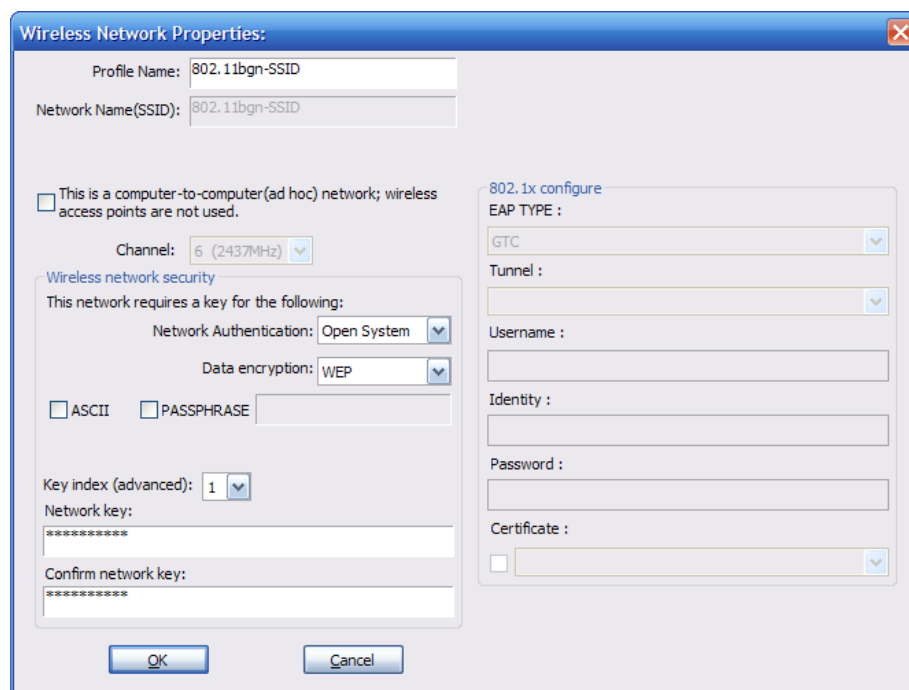 Wireless Network Properties:
Profile Name: 802.11bgn-SSID
Network Name(SSID): 802.11bgn-SSID
This is a computer-to-computer(ad hoc) network; wireless
access points are not used.
Channel: 6 (2437MHz)
Wireless network security
This network requires a key for the following:
Network Authentication: Open System
Data encryption: WEP
ASCII PASSPHRASE
Key index (advanced): 1
Network key:
**********
Confirm network key:
**********
OK Cancel
802.1x configure
EAP TYPE :
GTC
Tunnel :
Username :
Identity :
Password :
Certificate :